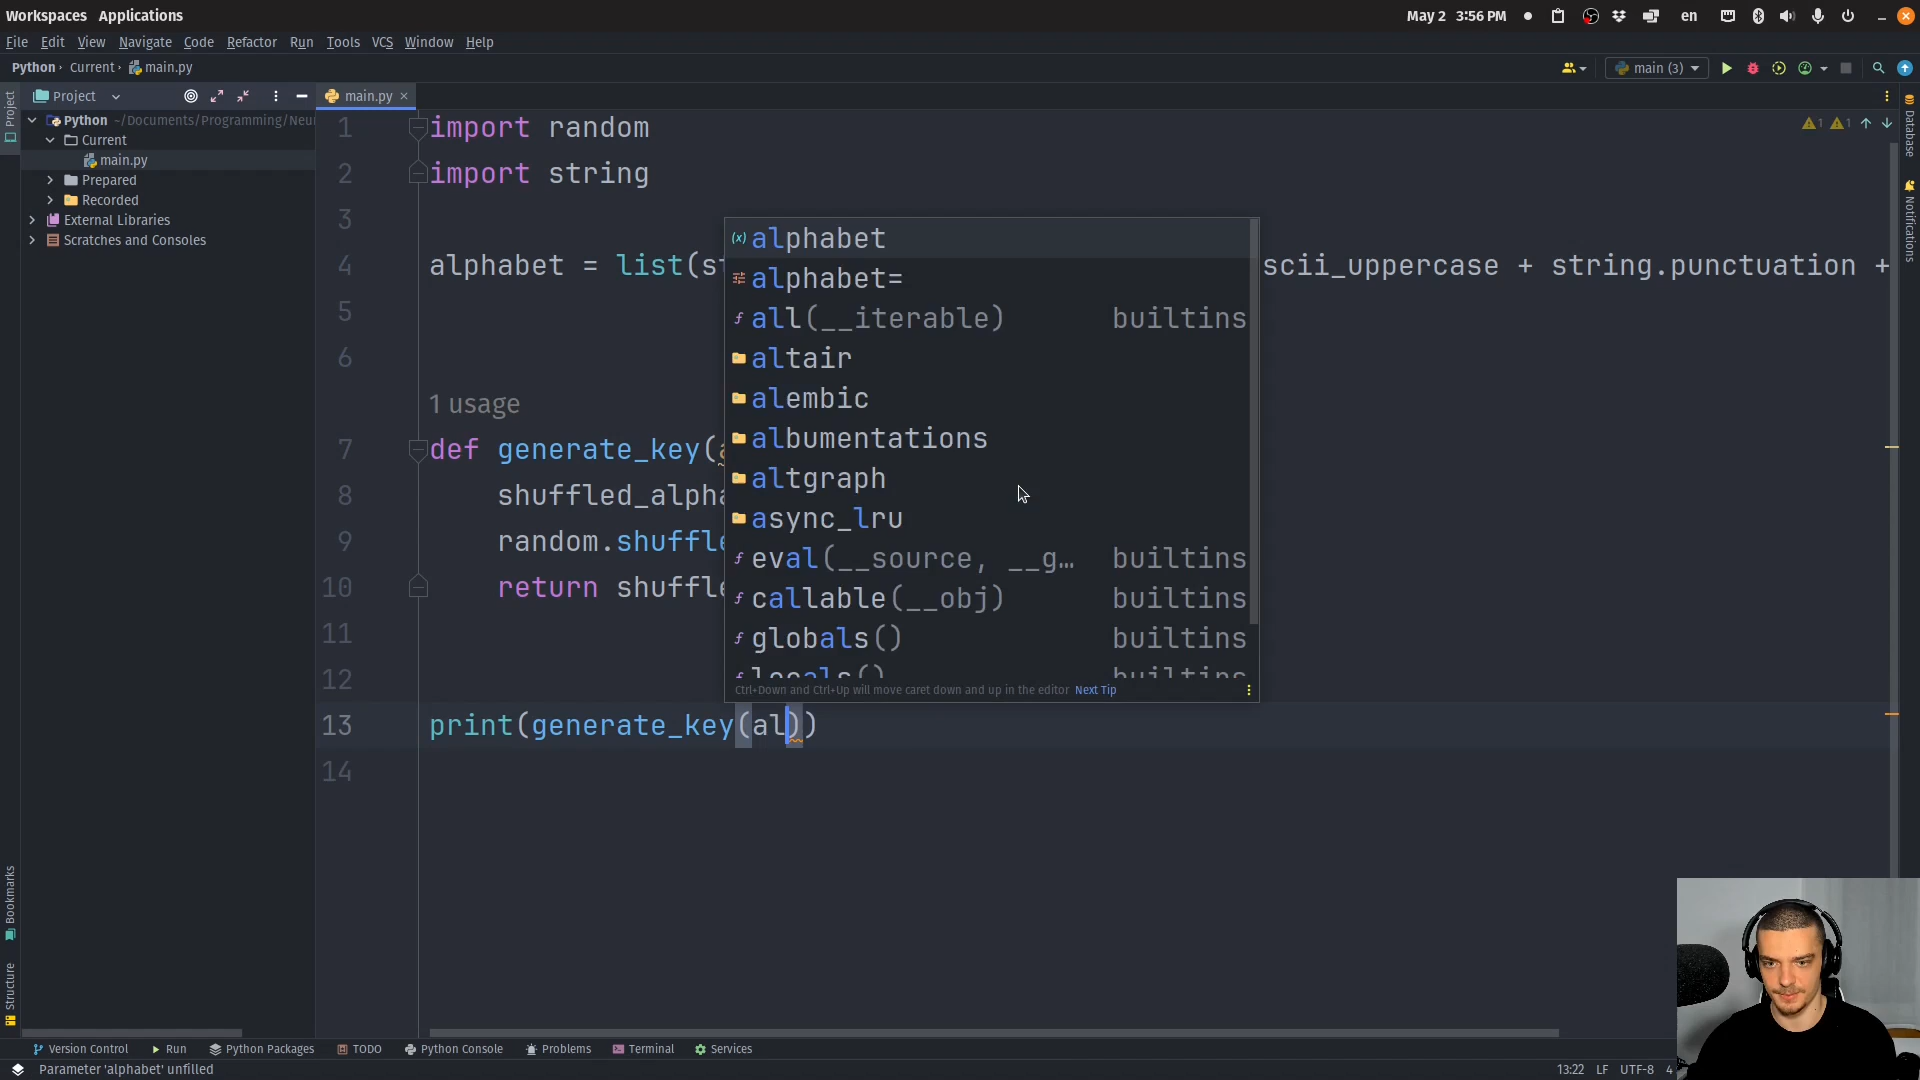 Workspaces Applications
May 2 3:56 PM
en
File Edit View Navigate Code Refactor Run Tools VCS Window Help
Python › Current › main.py
main (3)
Project
main.py
Python ~/Documents/Programming/Neur
Current
main.py
Prepared
Recorded
External Libraries
Scratches and Consoles
Project
Bookmarks
Structure
Database
Notifications
1 1
1 import random
2 import string
3
4 alphabet = list(st
scii_uppercase + string.punctuation +
5
6
1 usage
7 def generate_key(a
8 shuffled_alpha
9 random.shuffle
10 return shuffle
11
12
13 print(generate_key(al))
14
(x) alphabet
alphabet=
f all(__iterable) builtins
altair
alembic
albumentations
altgraph
async_lru
f eval(__source, __g… builtins
f callable(__obj) builtins
f globals() builtins
f locals() builtins
Ctrl+Down and Ctrl+Up will move caret down and up in the editor Next Tip
Version Control Run Python Packages TODO Python Console Problems Terminal Services
Parameter 'alphabet' unfilled
13:22 LF UTF-8 4